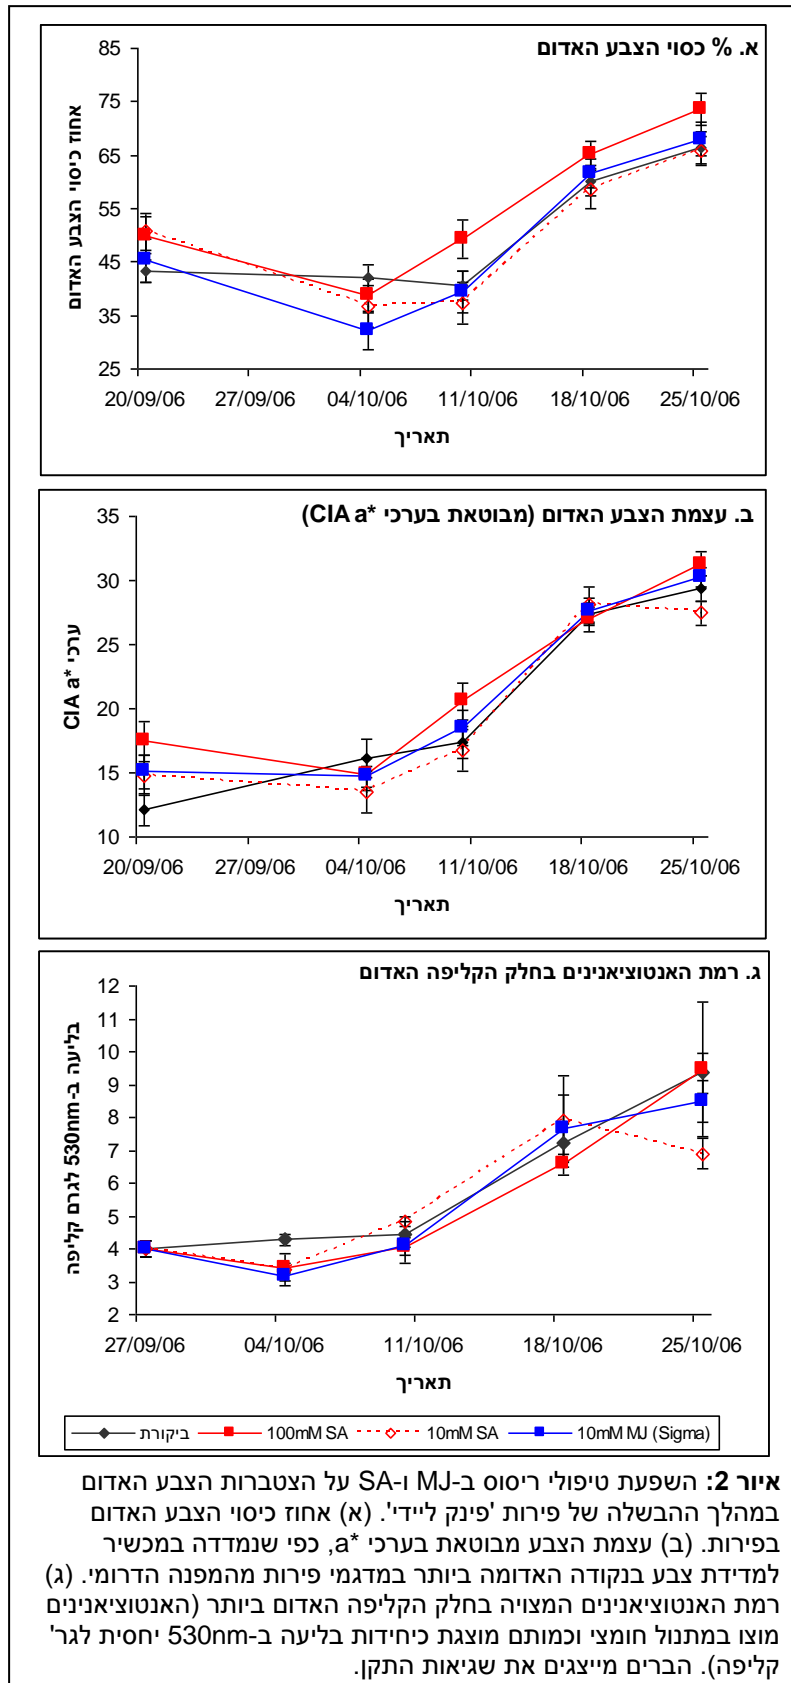 א. % כסוי הצבע האדום
אחוז כיסוי הצבע האדום
85
75
65
55
45
35
25
20/09/06 27/09/06 04/10/06 11/10/06 18/10/06 25/10/06
תאריך
ב. עצמת הצבע האדום (מבוטאת בערכי CIA a*)
ערכי CIA a*
35
30
25
20
15
10
20/09/06 27/09/06 04/10/06 11/10/06 18/10/06 25/10/06
תאריך
ג. רמת האנטוציאנינים בחלק הקליפה האדום
בליעה ב-530nm לגרם קליפה
12
11
10
9
8
7
6
5
4
3
2
27/09/06 04/10/06 11/10/06 18/10/06 25/10/06
תאריך
ביקורת 100mM SA 10mM SA 10mM MJ (Sigma)
איור 2: השפעת טיפולי ריסוס ב-MJ ו-SA על הצטברות הצבע האדום
במהלך ההבשלה של פירות 'פינק ליידי'. (א) אחוז כיסוי הצבע האדום
בפירות. (ב) עצמת הצבע מבוטאת בערכי a*, כפי שנמדדה במכשיר
למדידת צבע בנקודה האדומה ביותר במדגמי פירות מהמפנה הדרומי. (ג)
רמת האנטוציאנינים המצויה בחלק הקליפה האדום ביותר (האנטוציאנינים
מוצו במתנול חומצי וכמותם מוצגת כיחידות בליעה ב-530nm יחסית לגר'
קליפה). הברים מייצגים את שגיאות התקן.